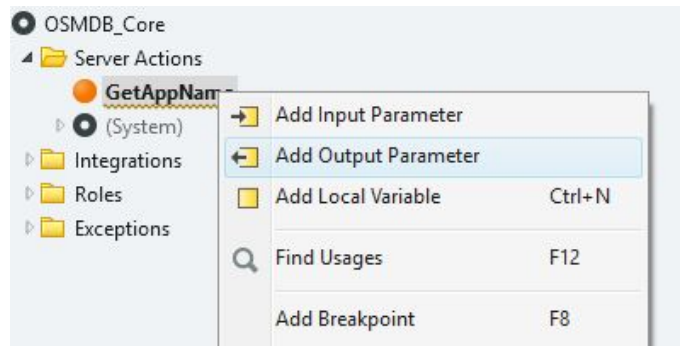 OSMDB_Core
Server Actions
GetAppName
(System)
Integrations
Roles
Exceptions
Add Input Parameter
Add Output Parameter
Add Local Variable Ctrl+N
Find Usages F12
Add Breakpoint F8